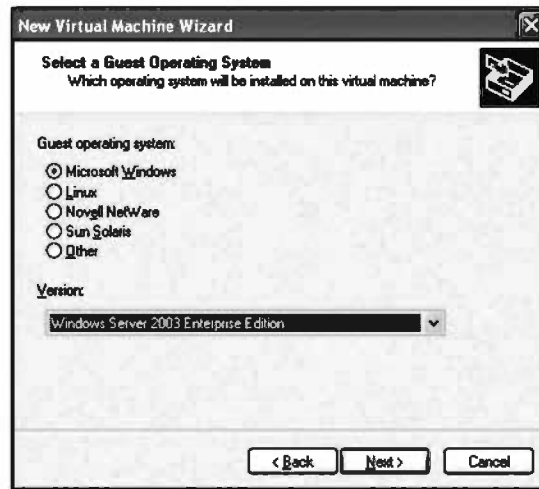 New Virtual Machine Wizard
Select a Guest Operating System
Which operating system will be installed on this virtual machine?
Guest operating system:
Microsoft Windows
Linux
Novell NetWare
Sun Solaris
Other
Version:
Windows Server 2003 Enterprise Edition
< Back
Next >
Cancel